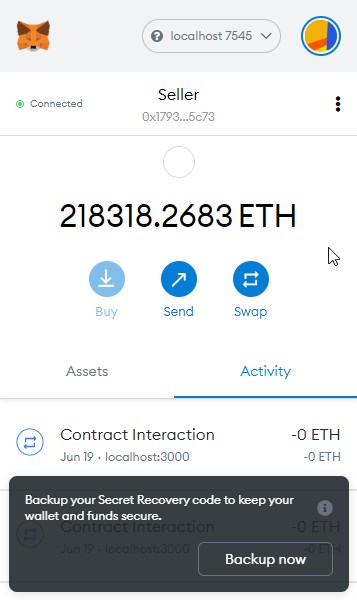 localhost 7545
Connected
Seller
0x1793...5c73
218318.2683 ETH
Buy
Send
Swap
Assets
Activity
Contract Interaction
-0 ETH
Jun 19 · localhost:3000
-0 ETH
Backup your Secret Recovery code to keep your
wallet and funds secure.
Contract Interaction
-0 ETH
Jun 19 · localhost:3000
-0 ETH
Backup now